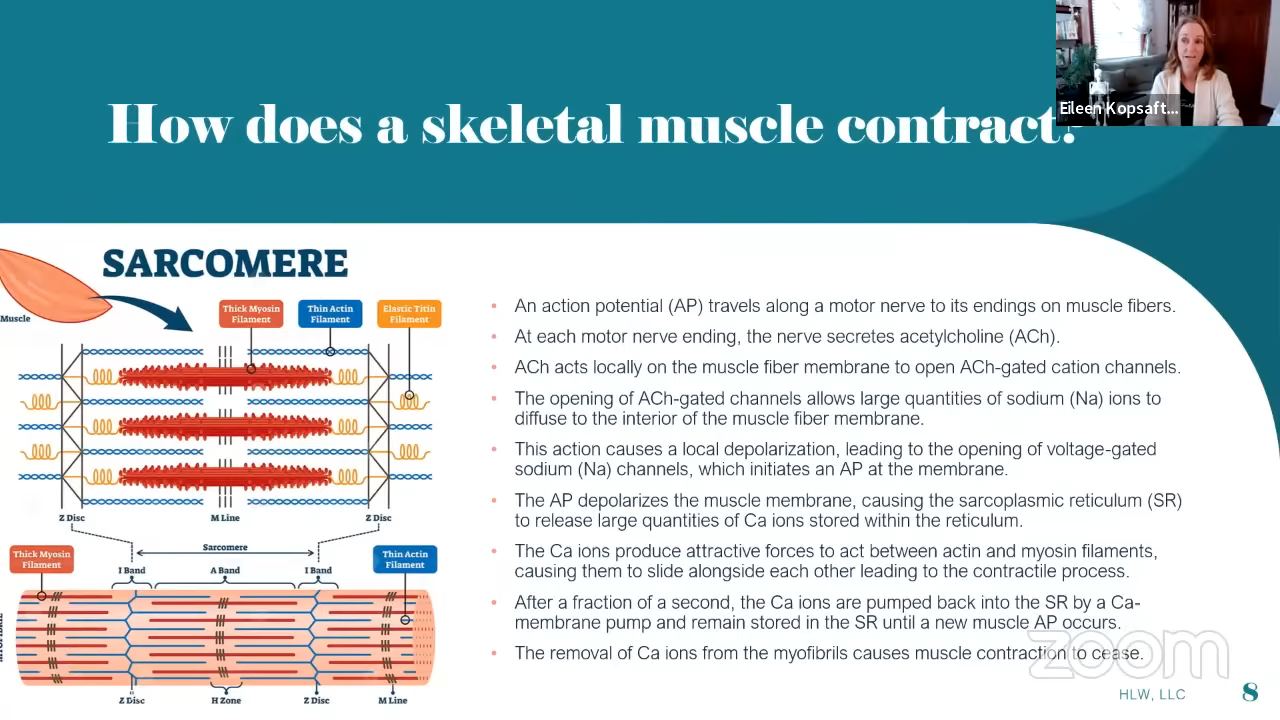 How does a skeletal muscle contract?
Eileen Kopsaft...
SARCOMERE
Muscle
Thick Myosin
Filament
Thin Actin
Filament
Elastic Titin
Filament
Z Disc
M Line
Z Disc
Sarcomere
Thick Myosin
Filament
Thin Actin
Filament
I Band
A Band
I Band
Z Disc
H Zone
Z Disc
M Line
• An action potential (AP) travels along a motor nerve to its endings on muscle fibers.
• At each motor nerve ending, the nerve secretes acetylcholine (ACh).
• ACh acts locally on the muscle fiber membrane to open ACh-gated cation channels.
• The opening of ACh-gated channels allows large quantities of sodium (Na) ions to
diffuse to the interior of the muscle fiber membrane.
• This action causes a local depolarization, leading to the opening of voltage-gated
sodium (Na) channels, which initiates an AP at the membrane.
• The AP depolarizes the muscle membrane, causing the sarcoplasmic reticulum (SR)
to release large quantities of Ca ions stored within the reticulum.
• The Ca ions produce attractive forces to act between actin and myosin filaments,
causing them to slide alongside each other leading to the contractile process.
• After a fraction of a second, the Ca ions are pumped back into the SR by a Ca-
membrane pump and remain stored in the SR until a new muscle AP occurs.
• The removal of Ca ions from the myofibrils causes muscle contraction to cease.
zoom
HLW, LLC
8